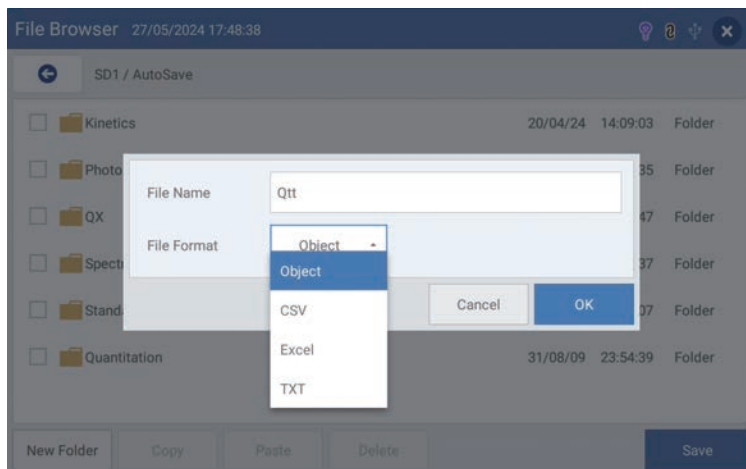 File Browser 27/05/2024 17:48:38
SD1 / AutoSave
Kinetics 20/04/24 14:09:03 Folder
Photo 35 Folder
File Name Qtt
QX 47 Folder
File Format Object
Spectr 37 Folder
Object
Standa 07 Folder
CSV Cancel OK
Excel
Quantitation 31/08/09 23:54:39 Folder
TXT
New Folder Copy Paste Delete Save